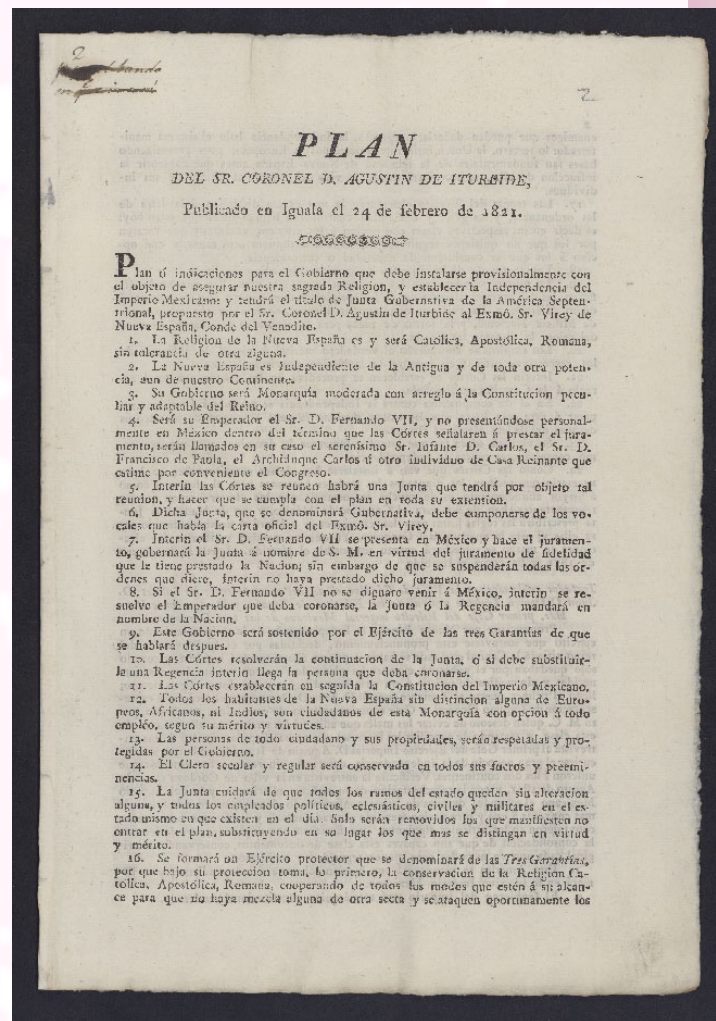 2
2
PLAN
DEL SR. CORONEL D. AGUSTIN DE ITURBIDE,
Publicado en Iguala el 24 de febrero de 1821.
Plan ó indicaciones para el Gobierno que debe instalarse provisionalmente con
el objeto de asegurar nuestra sagrada Religion, y establecer la Independencia del
Imperio Mexicano: y tendrá el título de Junta Gubernativa de la América Septen-
trional, propuesto por el Sr. Coronel D. Agustin de Iturbide al Exmô. Sr. Virey de
Nueva España, Conde del Venadito.
1. La Religion de la Nueva España es y será Católica, Apostólica, Romana,
sin tolerancia de otra alguna.
2. La Nueva España es Independiente de la Antigua y de toda otra poten-
cia, aun de nuestro Continente.
3. Su Gobierno será Monarquía moderada con arreglo á la Constitucion pecu-
liar y adaptable del Reino.
4. Será su Emperador el Sr. D. Fernando VII, y no presentándose personal-
mente en México dentro del término que las Córtes señalaren á prestar el jura-
mento, serán llamados en su caso el serenísimo Sr. Infante D. Carlos, el Sr. D.
Francisco de Paula, el Archiduque Carlos ú otro individuo de Casa Reinante que
estime por conveniente el Congreso.
5. Interin las Córtes se reunen habrá una Junta que tendrá por objeto tal
reunion, y hacer que se cumpla con el plan en toda su extention.
6. Dicha Junta, que se denominará Gubernativa, debe componerse de los vo-
cales que habla la carta oficial del Exmô. Sr. Virey.
7. Interin el Sr. D. Fernando VII se presenta en México y hace el juramen-
to, gobernará la Junta á nombre de S. M. en virtud del juramento de fidelidad
que le tiene prestado la Nacion; sin embargo de que se suspenderán todas las ór-
denes que diere, interin no haya prestado dicho juramento.
8. Si el Sr. D. Fernando VII no se dignare venir á México, interin se re-
suelve el Emperador que deba coronarse, la Junta ó la Regencia mandará en
nombre de la Nacion.
9. Este Gobierno será sostenido por el Ejército de las tres Garantías de que
se hablará despues.
10. Las Córtes resolverán la continuacion de la Junta, ó si debe substituir-
la una Regencia interin llega la persona que deba coronarse.
11. Las Córtes establecerán en seguida la Constitucion del Imperio Mexicano.
12. Todos los habitantes de la Nueva España sin distincion alguna de Euro-
peos, Africanos, ni Indios, son ciudadanos de esta Monarquía con opcion á todo
empléo, segun su mérito y virtudes.
13. Las personas de todo ciudadano y sus propiedades, serán respetadas y pro-
tegidas por el Gobierno.
14. El Clero secular y regular será conservado en todos sus fueros y preemi-
nencias.
15. La Junta cuidará de que todos los ramos del estado queden sin alteracion
alguna, y todos los empleados políticos, eclesiásticos, civiles y militares en el es-
tado mismo en que existen en el dia. Solo serán removidos los que manifiesten no
entrar en el plan, substituyendo en su lugar los que mas se distingan en virtud
y mérito.
16. Se formará un Ejército protector que se denominará de las Tres Garantías,
por que bajo su proteccion toma, lo primero, la conservacion de la Religion Ca-
tólica, Apostólica, Romana, cooperando de todos los modos que estén á su alcan-
ce para que no haya mezcla alguna de otra secta y se ataquen oportunamente los